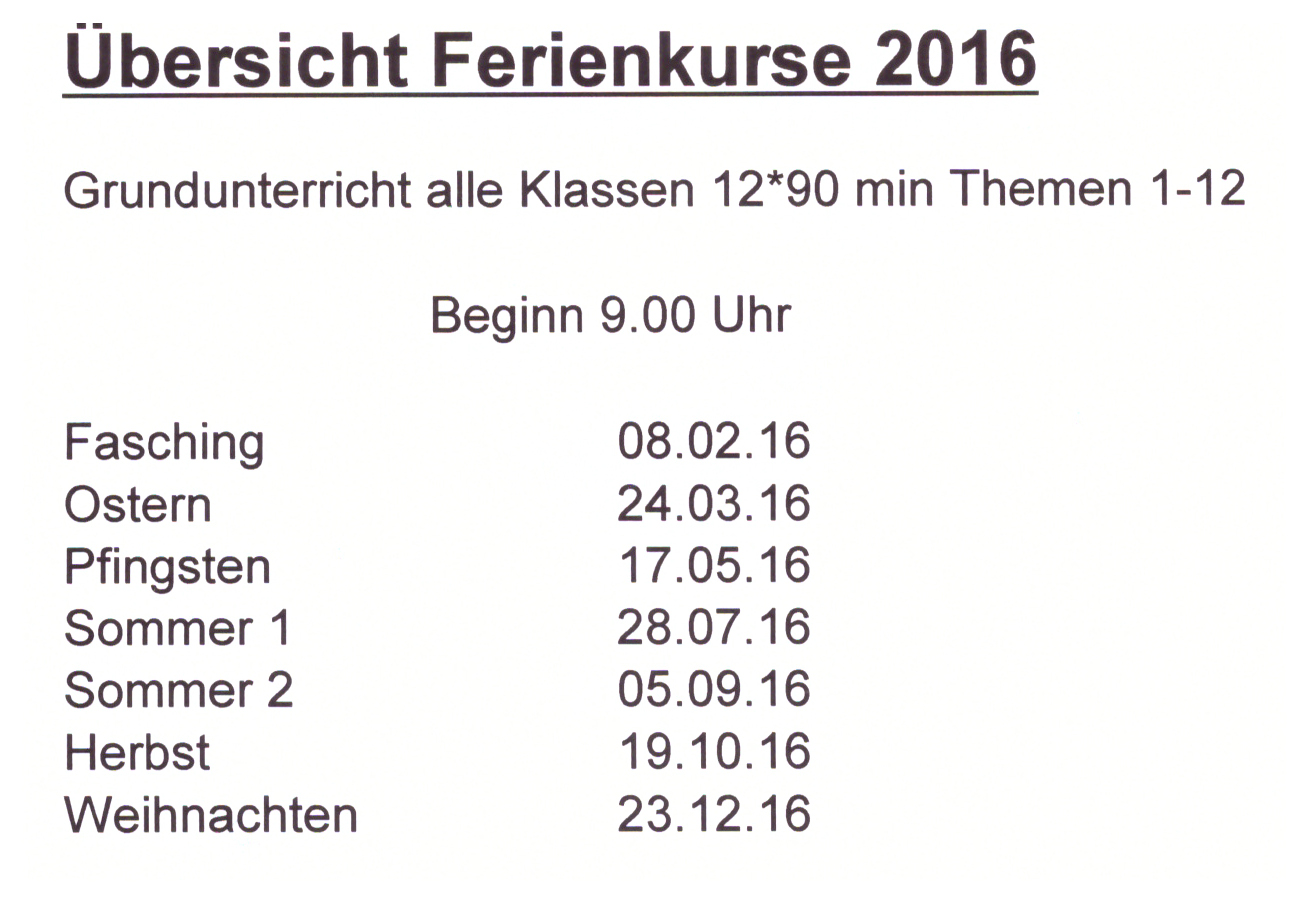 Übersicht Ferienkurse 2016
Grundunterricht alle Klassen 12*90 min Themen 1-12
Beginn 9.00 Uhr
Fasching 08.02.16
Ostern 24.03.16
Pfingsten 17.05.16
Sommer 1 28.07.16
Sommer 2 05.09.16
Herbst 19.10.16
Weihnachten 23.12.16